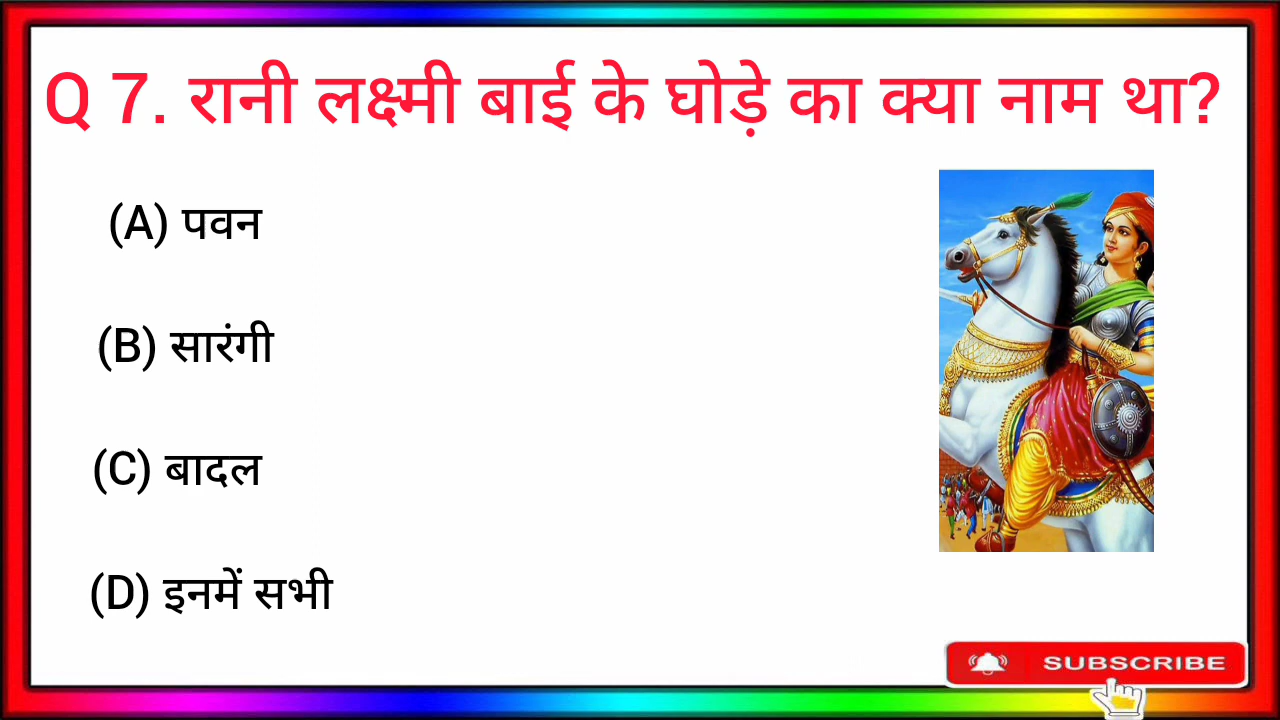 Q 7. रानी लक्ष्मी बाई के घोड़े का क्या नाम था?
(A) पवन
(B) सारंगी
(C) बादल
(D) इनमें सभी
SUBSCRIBE